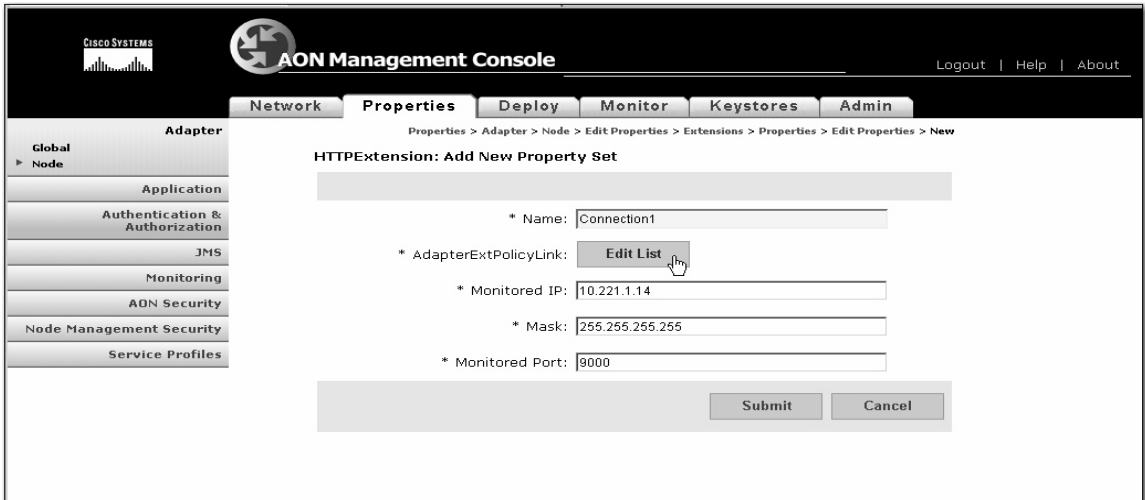 CISCO SYSTEMS
AON Management Console
Logout | Help | About
Network Properties Deploy Monitor Keystores Admin
Adapter
Global
Node
Application
Authentication &
Authorization
JMS
Monitoring
AON Security
Node Management Security
Service Profiles
Properties > Adapter > Node > Edit Properties > Extensions > Properties > Edit Properties > New
HTTPExtension: Add New Property Set
* Name: Connection1
* AdapterExtPolicyLink: Edit List
* Monitored IP: 10.221.1.14
* Mask: 255.255.255.255
* Monitored Port: 9000
Submit Cancel